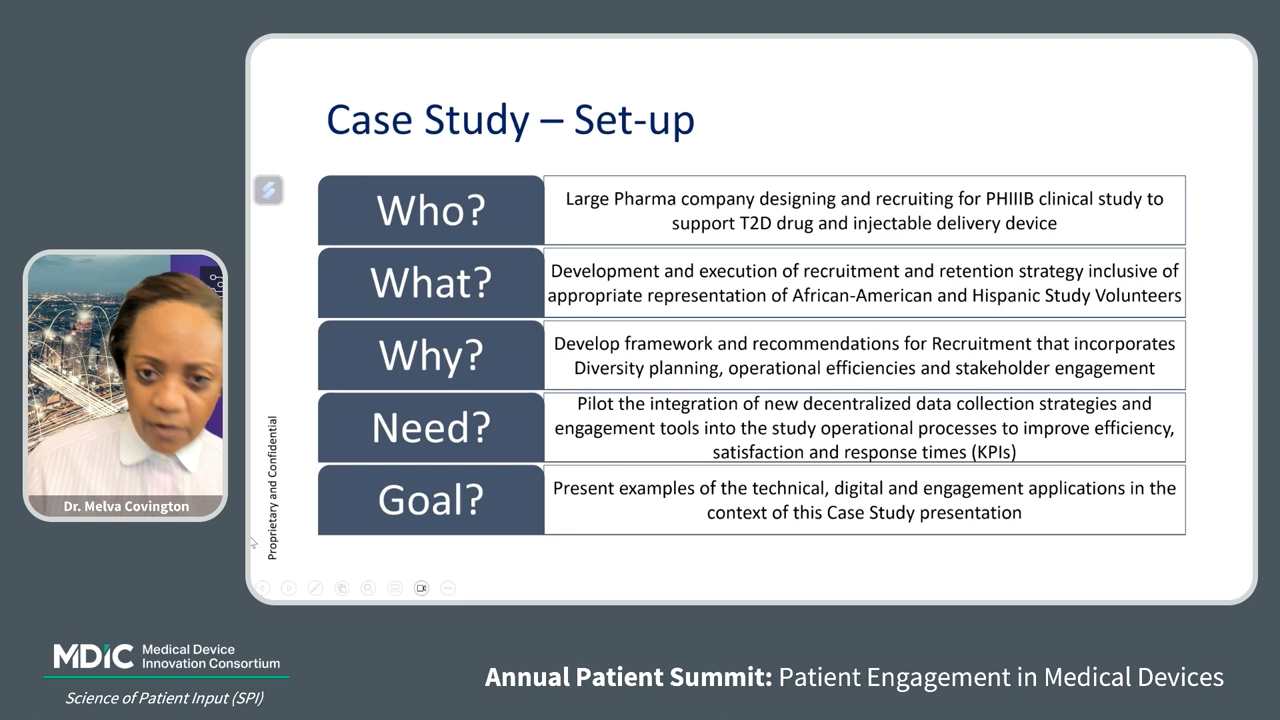 Case Study – Set-up
Who?
Large Pharma company designing and recruiting for PHIIIB clinical study to
support T2D drug and injectable delivery device
What?
Development and execution of recruitment and retention strategy inclusive of
appropriate representation of African-American and Hispanic Study Volunteers
Why?
Develop framework and recommendations for Recruitment that incorporates
Diversity planning, operational efficiencies and stakeholder engagement
Need?
Pilot the integration of new decentralized data collection strategies and
engagement tools into the study operational processes to improve efficiency,
satisfaction and response times (KPIs)
Goal?
Present examples of the technical, digital and engagement applications in the
context of this Case Study presentation
Proprietary and Confidential
Dr. Melva Covington
MDIC
Medical Device
Innovation Consortium
Science of Patient Input (SPI)
Annual Patient Summit: Patient Engagement in Medical Devices